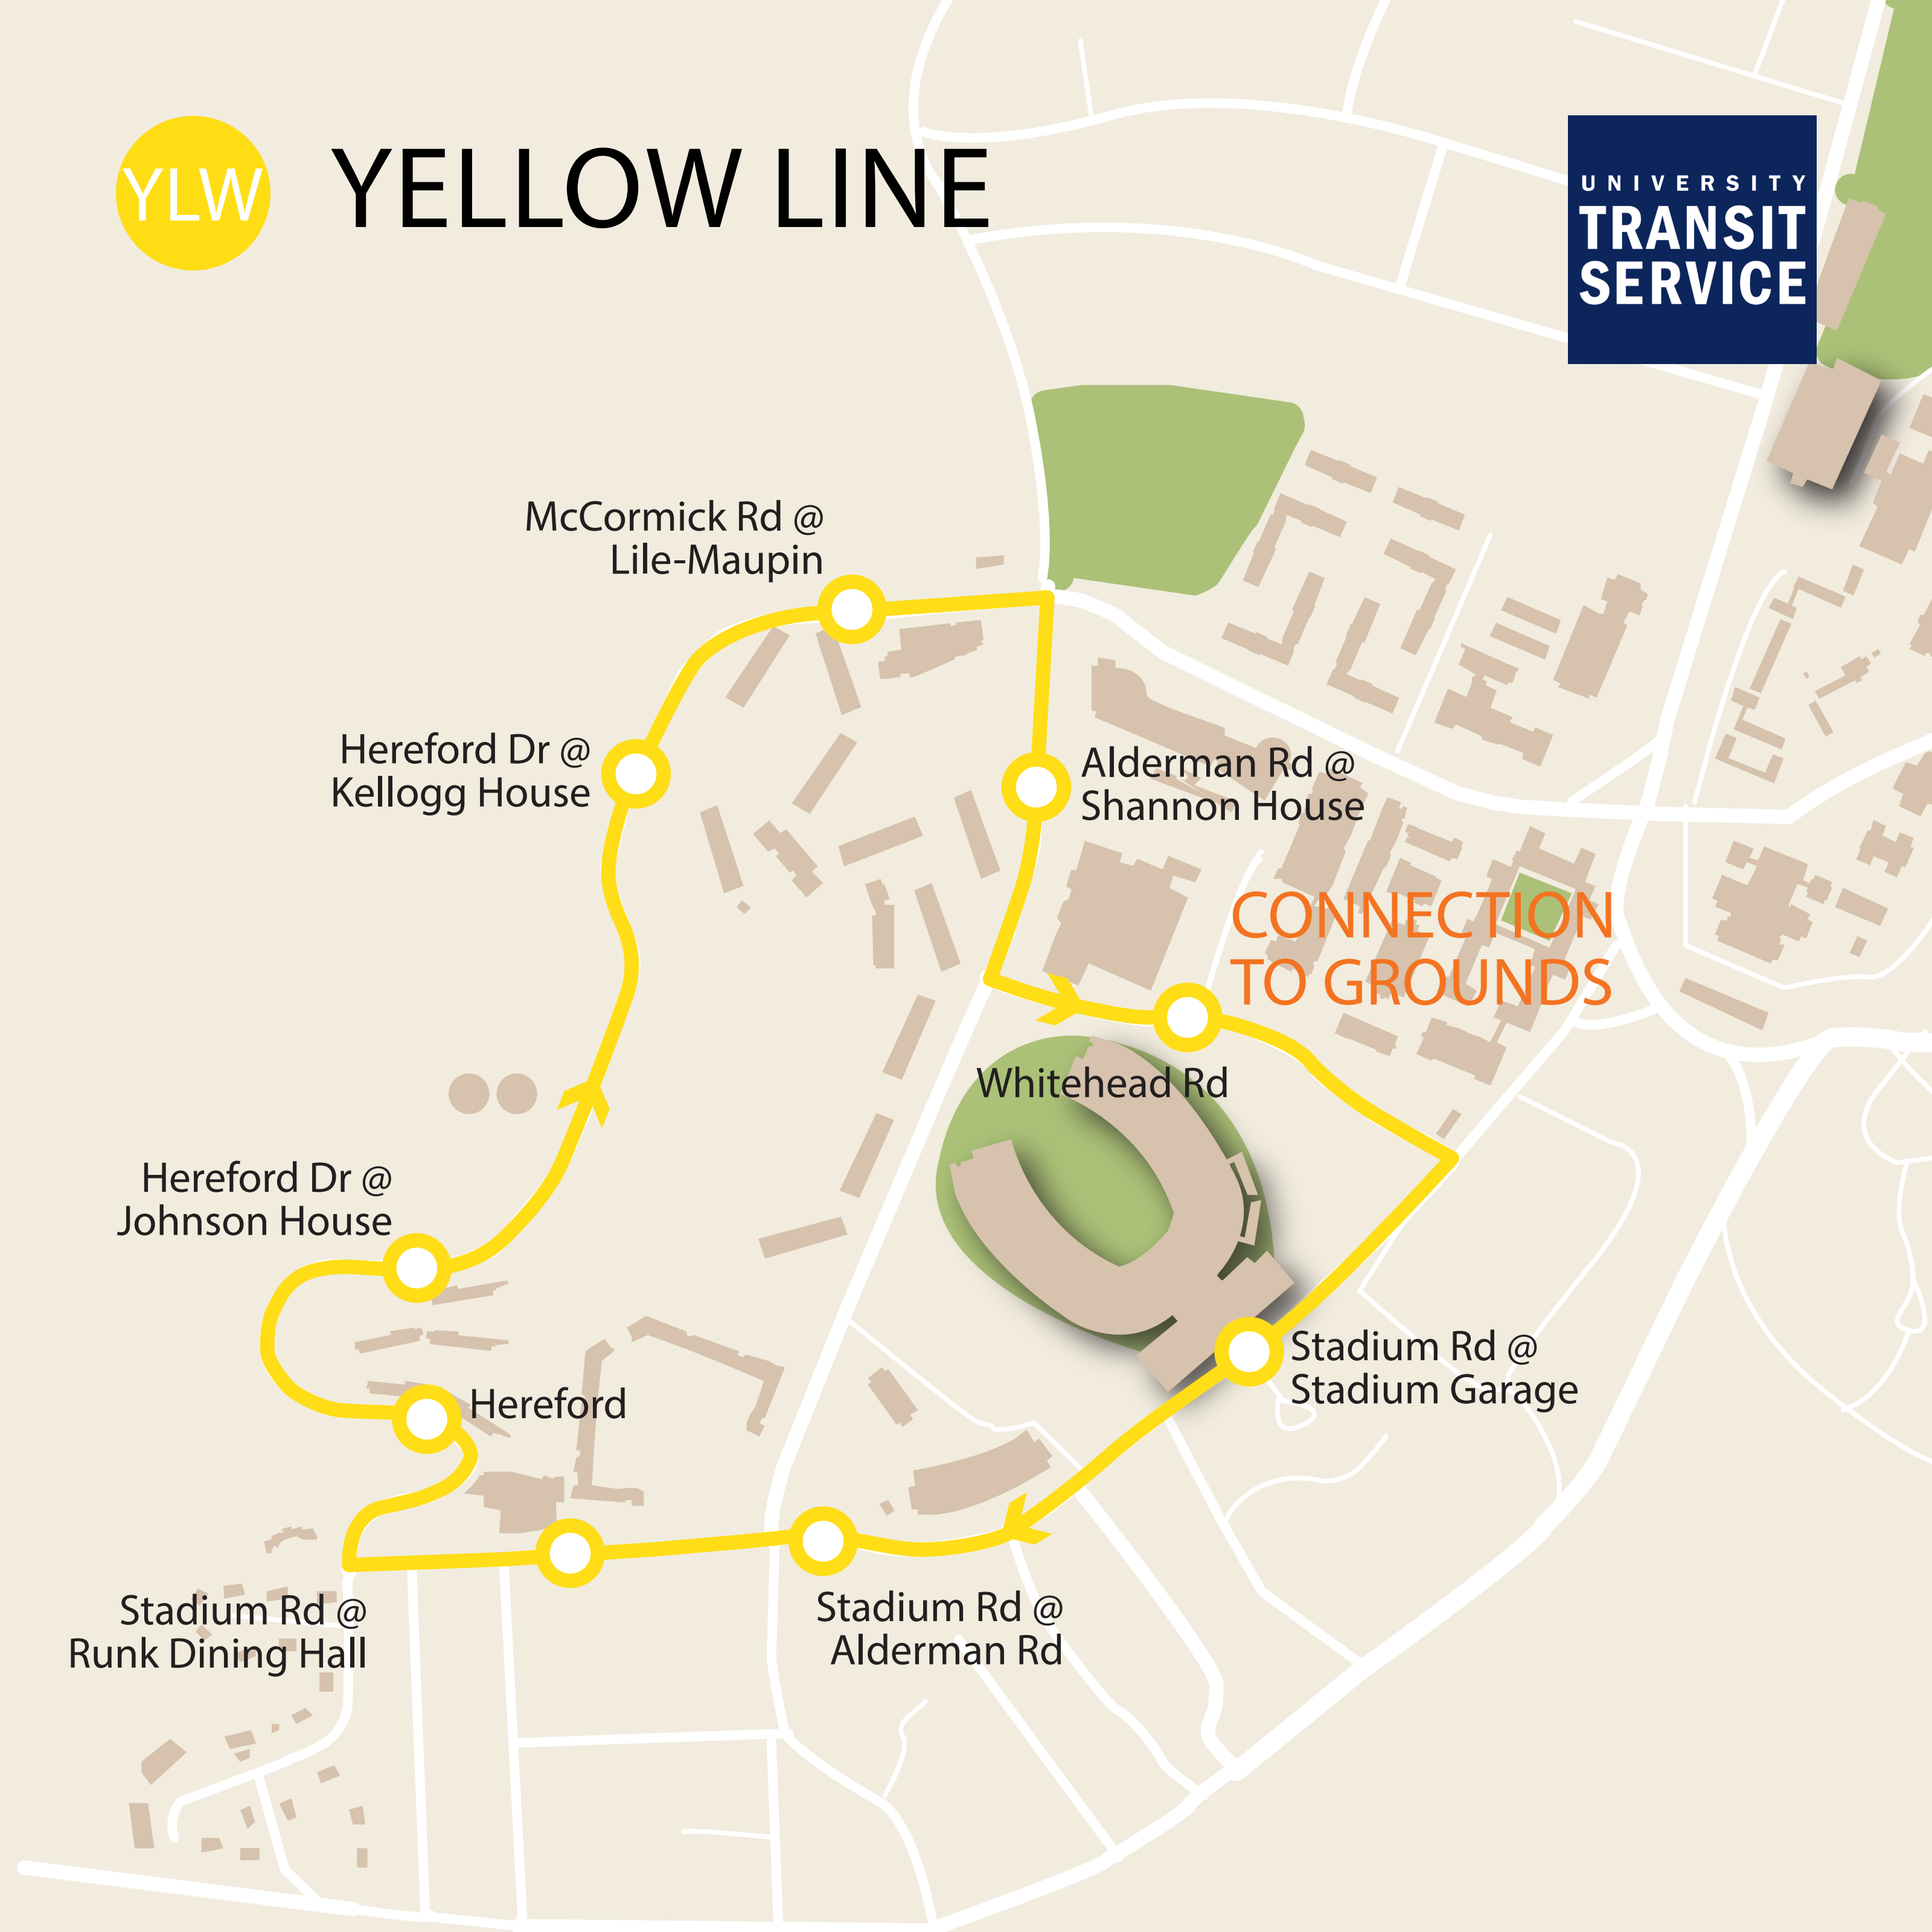 YLW
YELLOW LINE
UNIVERSITY
TRANSIT
SERVICE
McCormick Rd @
Lile-Maupin
Hereford Dr @
Kellogg House
Alderman Rd @
Shannon House
CONNECTION
TO GROUNDS
Whitehead Rd
Hereford Dr @
Johnson House
Stadium Rd @
Stadium Garage
Hereford
Stadium Rd @
Runk Dining Hall
Stadium Rd @
Alderman Rd